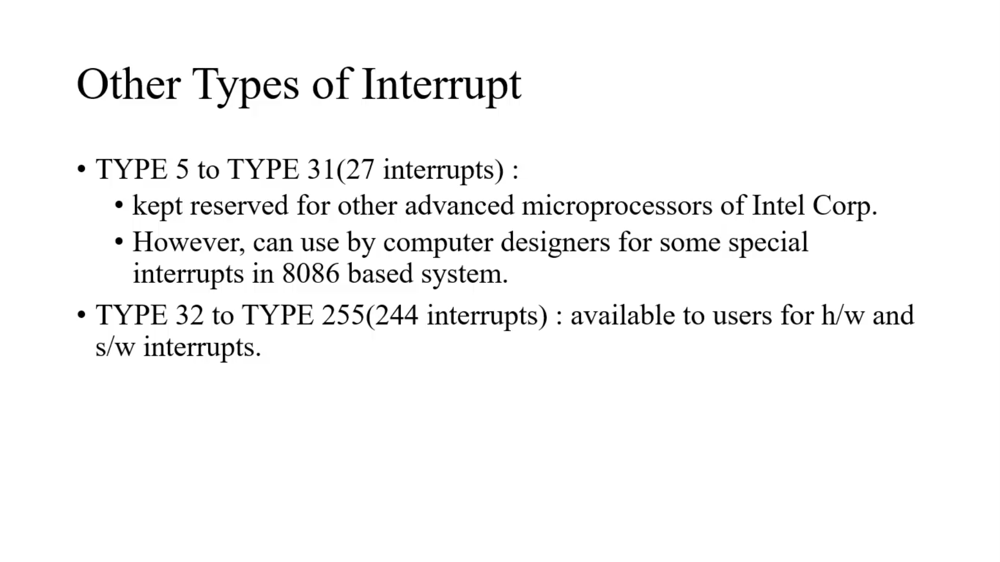 Other Types of Interrupt
• TYPE 5 to TYPE 31(27 interrupts) :
• kept reserved for other advanced microprocessors of Intel Corp.
• However, can use by computer designers for some special
interrupts in 8086 based system.
• TYPE 32 to TYPE 255(244 interrupts) : available to users for h/w and
s/w interrupts.